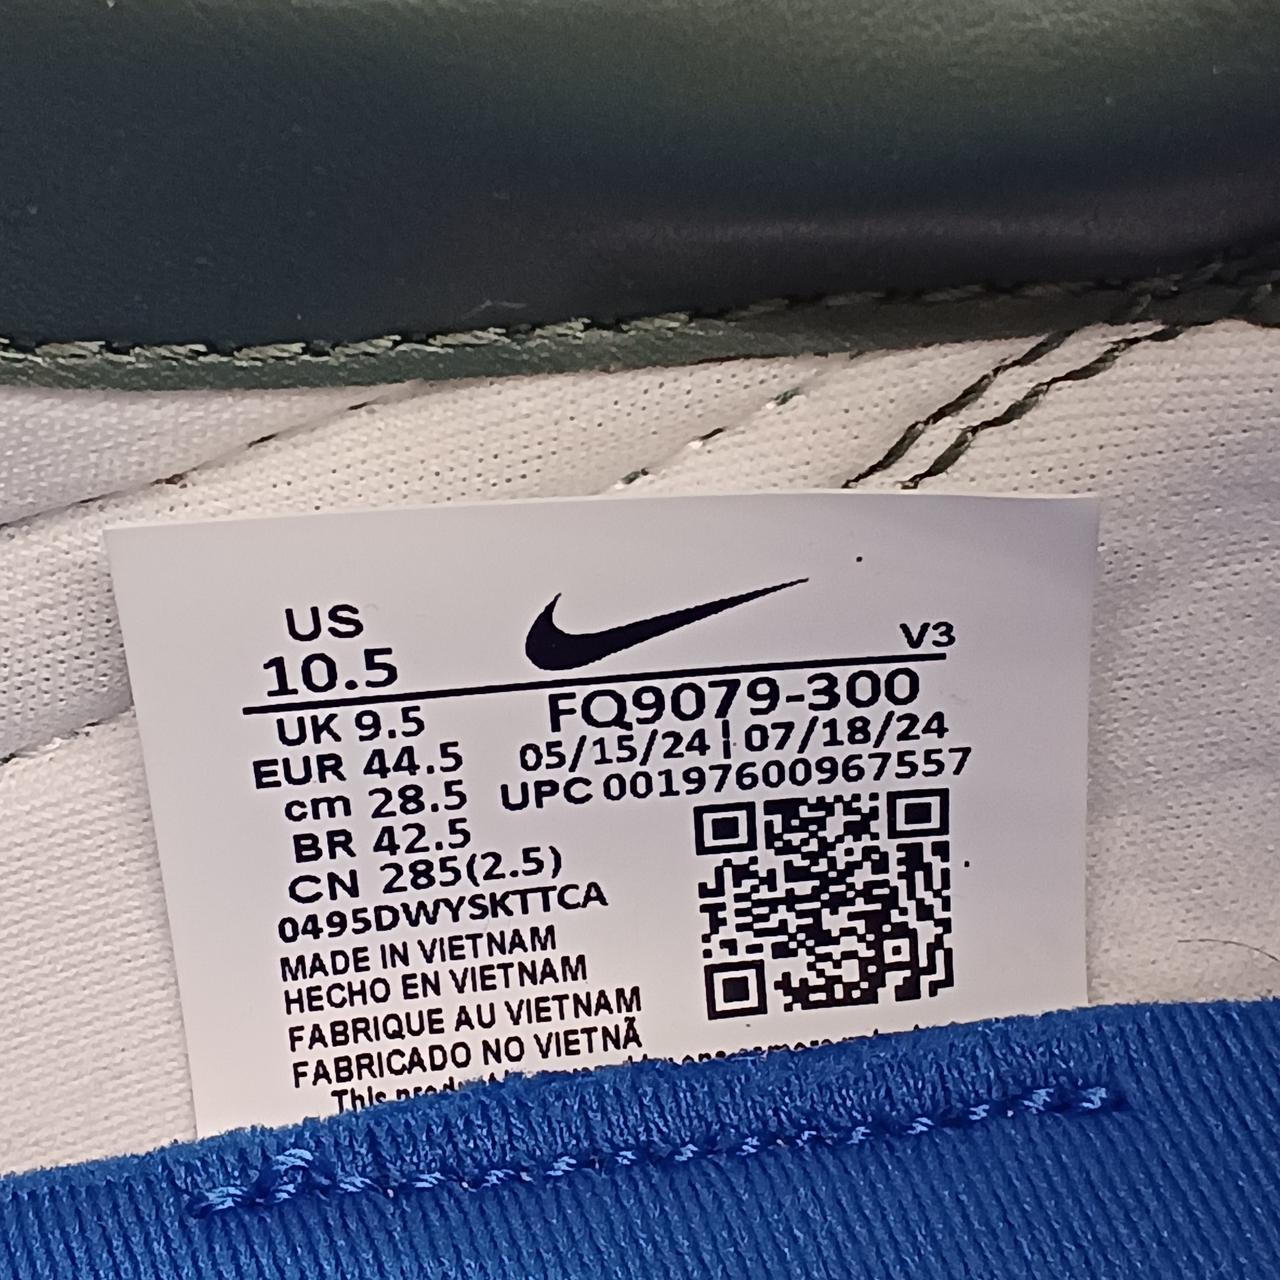 US
10.5
V3
UK 9.5
FQ9079-300
EUR 44.5
05/15/24 | 07/18/24
cm 28.5
UPC 00197600967557
BR 42.5
CN 285(2.5)
0495DWYSKTTCA
MADE IN VIETNAM
HECHO EN VIETNAM
FABRIQUE AU VIETNAM
FABRICADO NO VIETNÃ
This